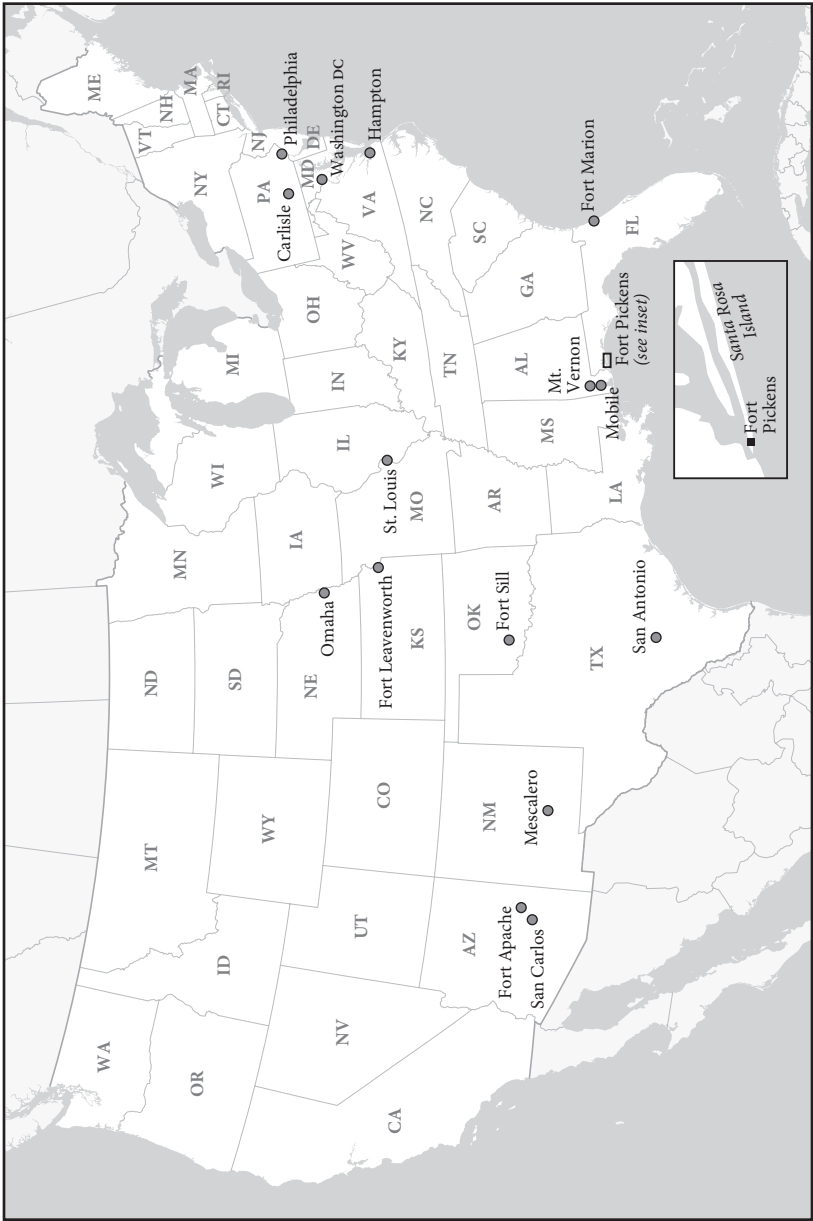 WA
OR
CA
NV
ID
MT
WY
UT
AZ
CO
NM
ND
SD
NE
KS
OK
TX
MN
IA
MO
AR
LA
WI
IL
MI
IN
OH
KY
TN
MS
AL
GA
FL
SC
NC
VA
WV
PA
NY
VT
NH
ME
MA
RI
CT
NJ
DE
MD
Fort Apache
San Carlos
Mescalero
San Antonio
Fort Sill
Fort Leavenworth
Omaha
St. Louis
Mt.
Vernon
Mobile
Fort Pickens
(see inset)
Fort Marion
Hampton
Washington DC
Philadelphia
Carlisle
Santa Rosa
Island
Fort
Pickens